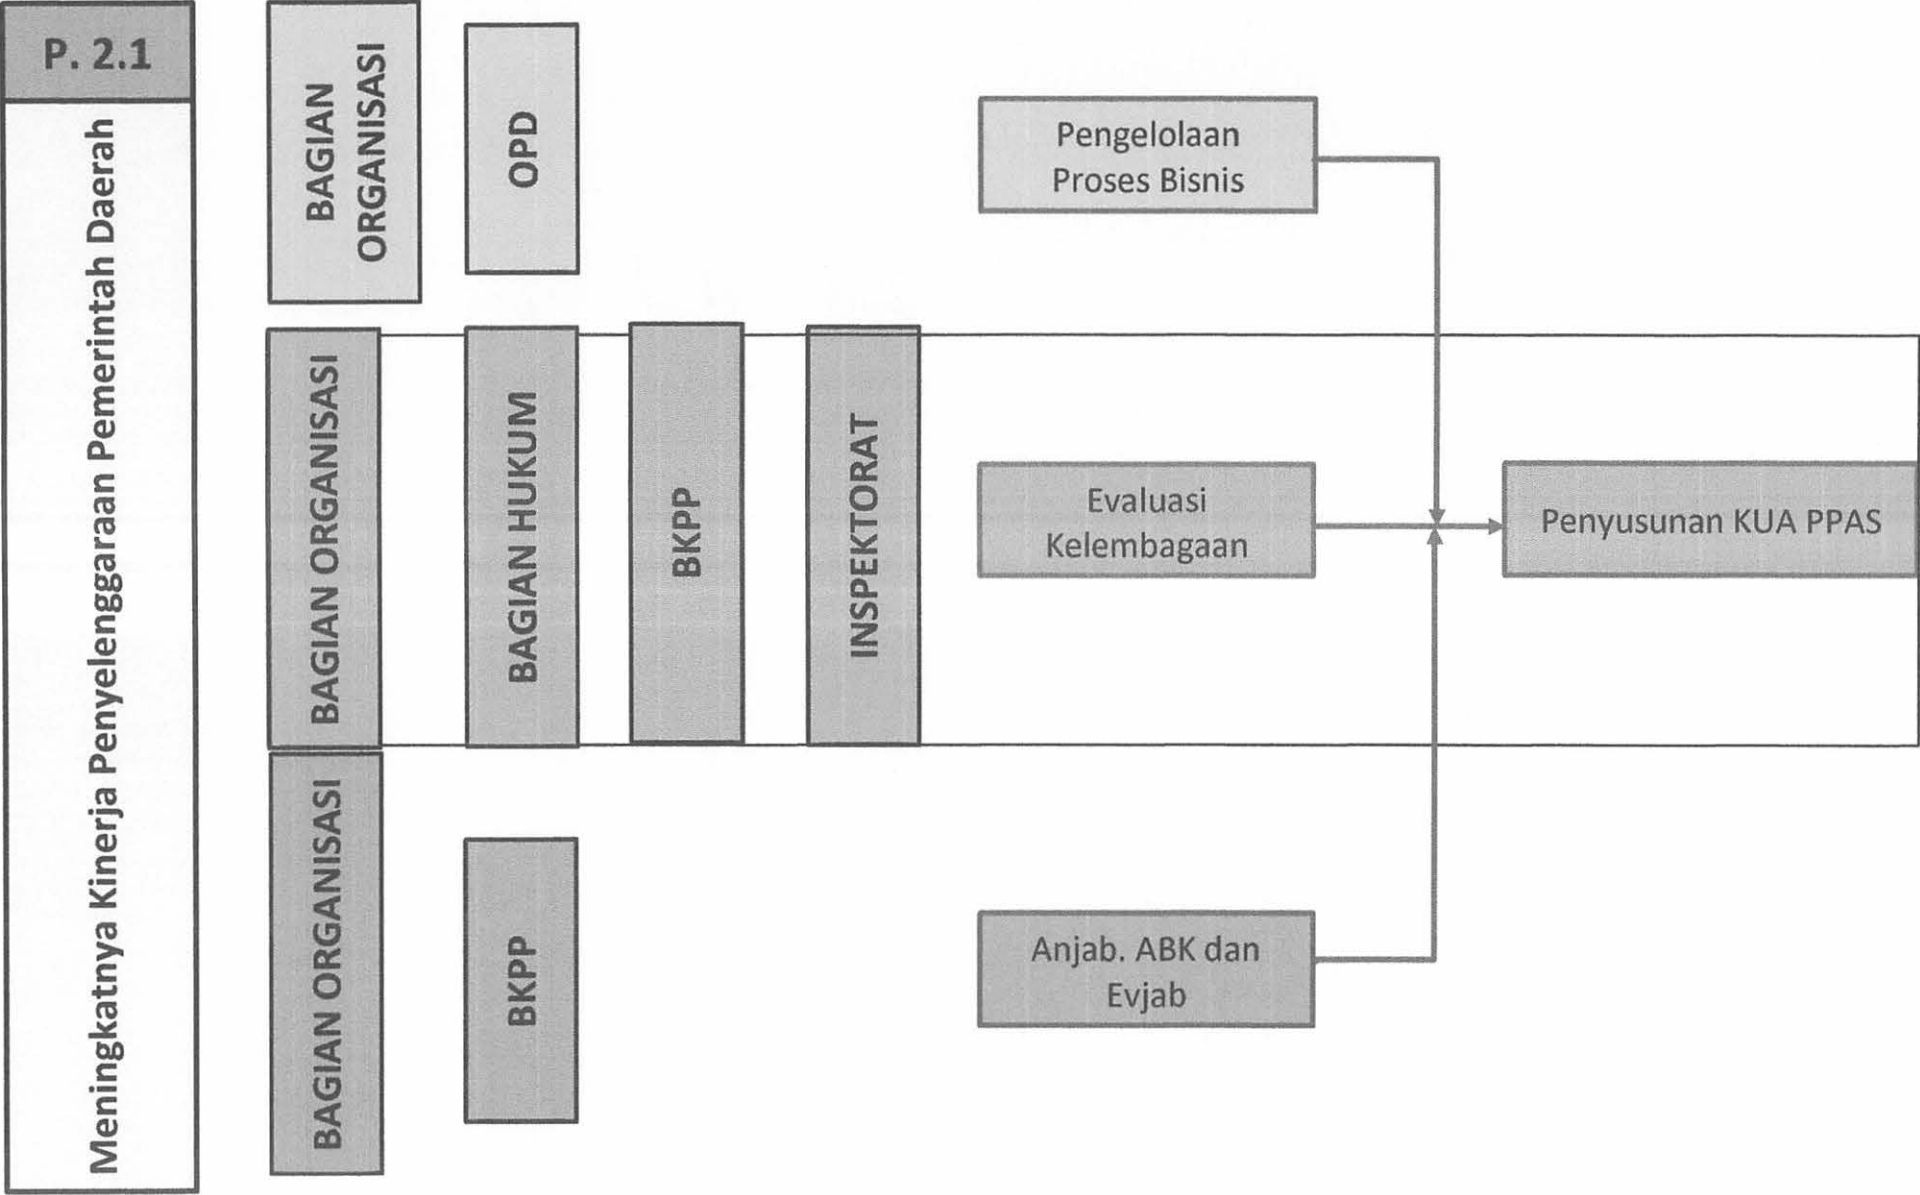 P. 2.1
Meningkatnya Kinerja Penyelenggaraan Pemerintah Daerah
BAGIAN
ORGANISASI
OPD
Pengelolaan
Proses Bisnis
BAGIAN ORGANISASI
BAGIAN HUKUM
BKPP
INSPEKTORAT
Evaluasi
Kelembagaan
Penyusunan KUA PPAS
BAGIAN ORGANISASI
BKPP
Anjab. ABK dan
Evjab